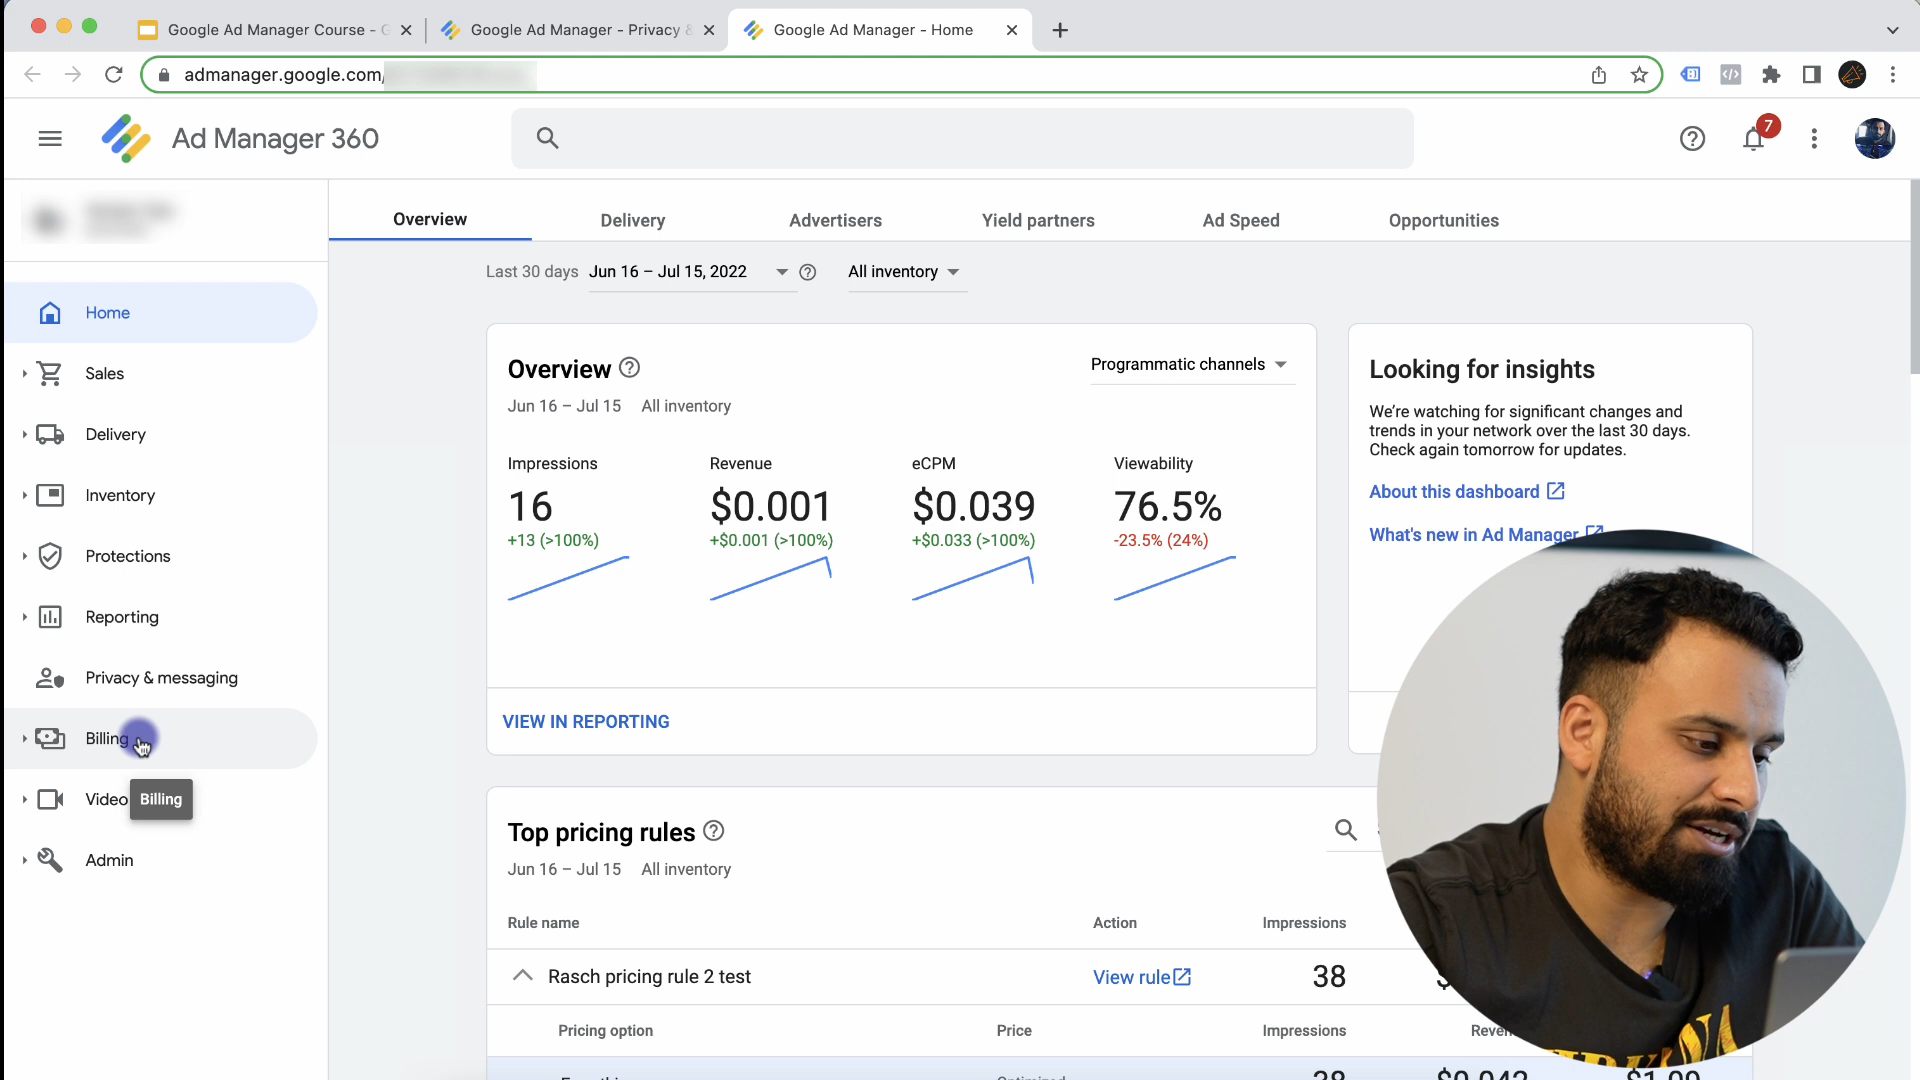 Google Ad Manager Course - G
Google Ad Manager - Privacy &
Google Ad Manager - Home
admanager.google.com/
Ad Manager 360
7
Overview
Delivery
Advertisers
Yield partners
Ad Speed
Opportunities
Last 30 days Jun 16 – Jul 15, 2022
All inventory
Home
Sales
Delivery
Inventory
Protections
Reporting
Privacy & messaging
Billing
Video
Billing
Admin
Overview
Programmatic channels
Jun 16 – Jul 15 All inventory
Impressions
Revenue
eCPM
Viewability
16
$0.001
$0.039
76.5%
+13 (>100%)
+$0.001 (>100%)
+$0.033 (>100%)
-23.5% (24%)
VIEW IN REPORTING
Looking for insights
We're watching for significant changes and
trends in your network over the last 30 days.
Check again tomorrow for updates.
About this dashboard
What's new in Ad Manager
Top pricing rules
Jun 16 – Jul 15 All inventory
Rule name
Action
Impressions
Rasch pricing rule 2 test
View rule
38
Pricing option
Price
Impressions